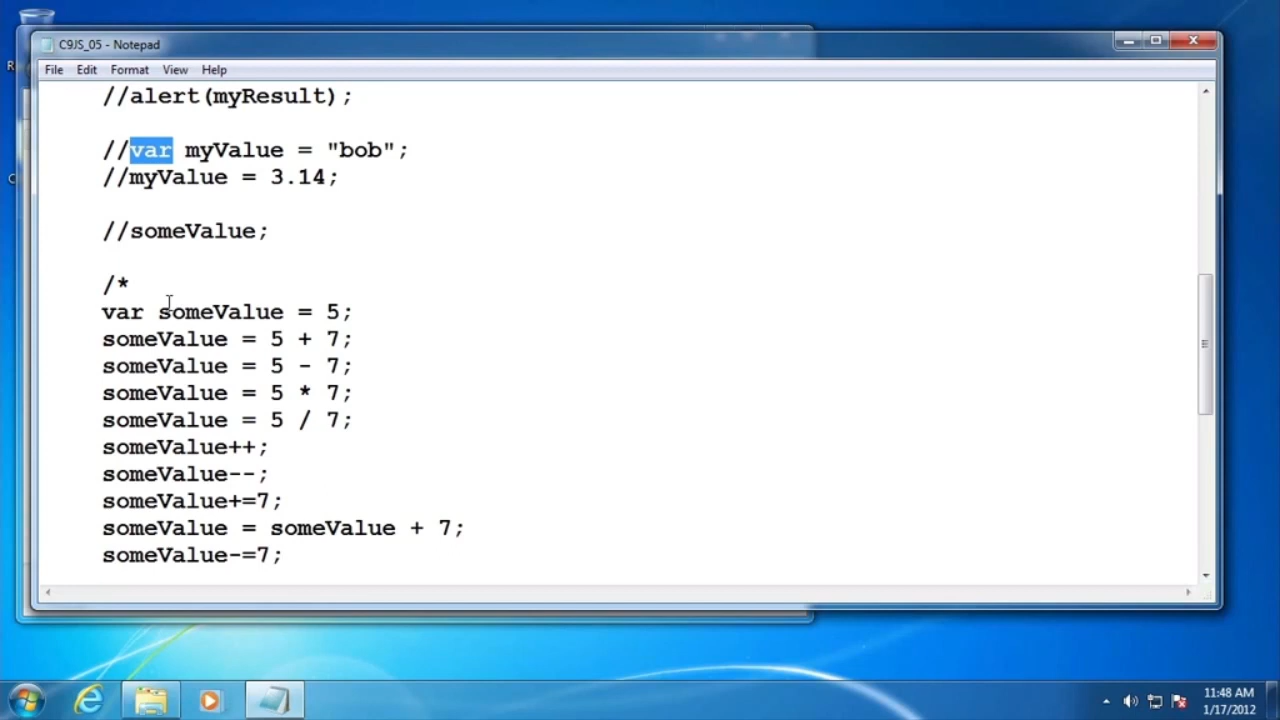 C9JS_05 - Notepad
File Edit Format View Help
//alert(myResult);
//var myValue = "bob";
//myValue = 3.14;
//someValue;
/*
var someValue = 5;
someValue = 5 + 7;
someValue = 5 - 7;
someValue = 5 * 7;
someValue = 5 / 7;
someValue++;
someValue--;
someValue+=7;
someValue = someValue + 7;
someValue-=7;
11:48 AM
1/17/2012